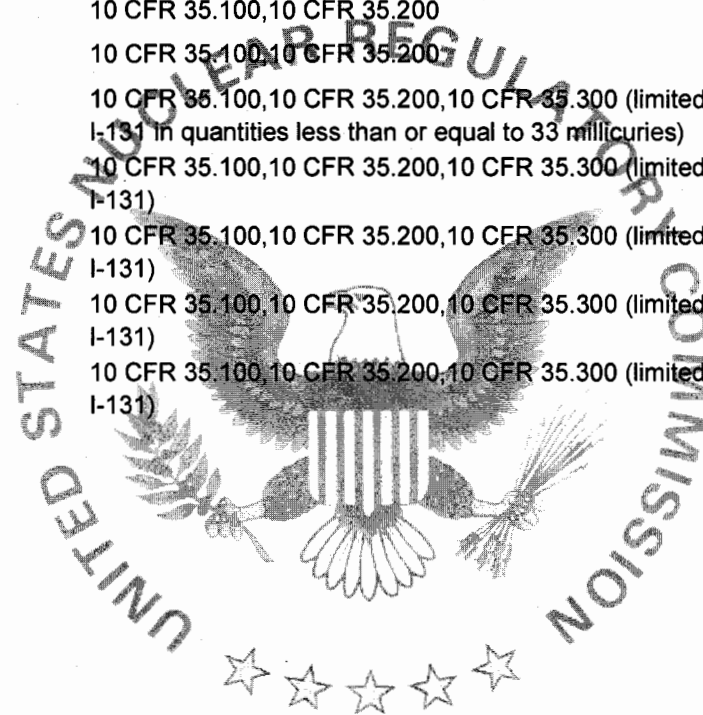 10 CFR 35.100,10 CFR 35.200
10 CFR 35.100,10 CFR 35.200
10 CFR 35.100,10 CFR 35.200,10 CFR 35.300 (limited
I-131 in quantities less than or equal to 33 millicuries)
10 CFR 35.100,10 CFR 35.200,10 CFR 35.300 (limited
I-131)
10 CFR 35.100,10 CFR 35.200,10 CFR 35.300 (limited
I-131)
10 CFR 35.100,10 CFR 35.200,10 CFR 35.300 (limited
I-131)
10 CFR 35.100,10 CFR 35.200,10 CFR 35.300 (limited
I-131)
UNITED STATES NUCLEAR REGULATORY COMMISSION